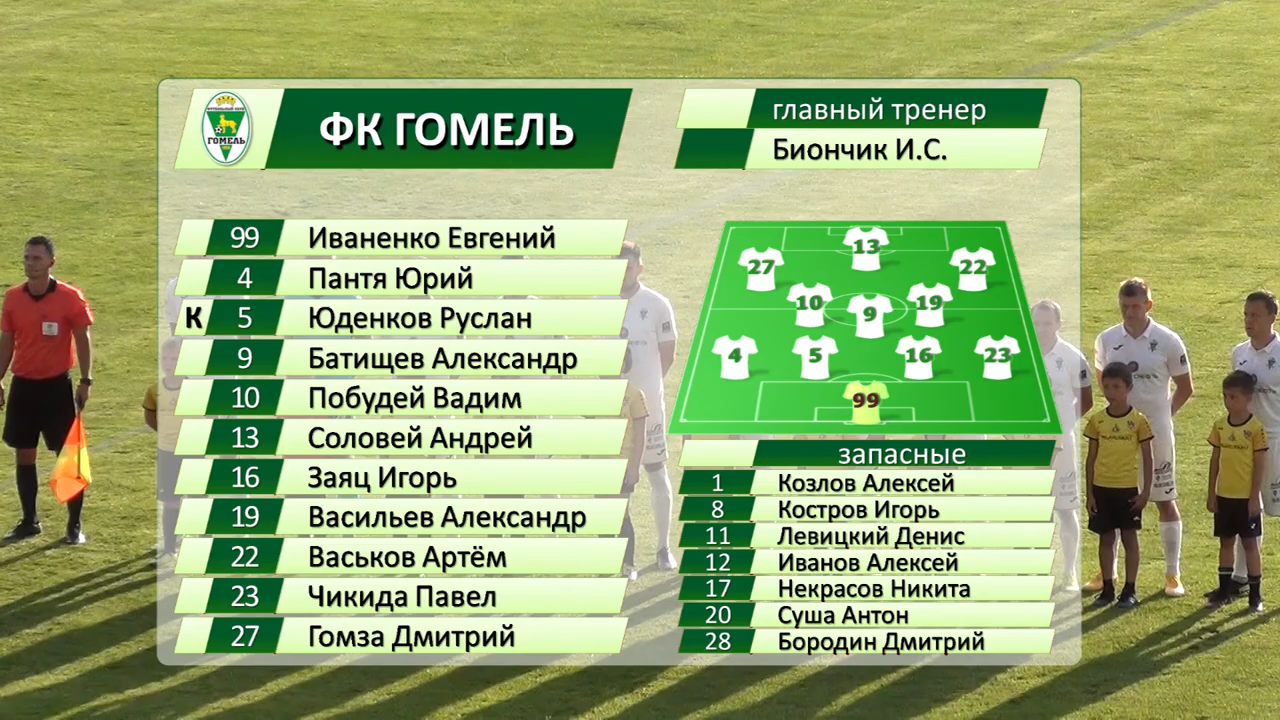 ФК ГОМЕЛЬ
ГОМЕЛЬ
99 Иваненко Евгений
4 Пантя Юрий
К 5 Юденков Руслан
9 Батищев Александр
10 Побудей Вадим
13 Соловей Андрей
16 Заяц Игорь
19 Васильев Александр
22 Васьков Артём
23 Чикида Павел
27 Гомза Дмитрий
главный тренер
Биончик И.С.
13
27 22
10 9 19
4 5 16 23
99
запасные
1 Козлов Алексей
8 Костров Игорь
11 Левицкий Денис
12 Иванов Алексей
17 Некрасов Никита
20 Суша Антон
28 Бородин Дмитрий